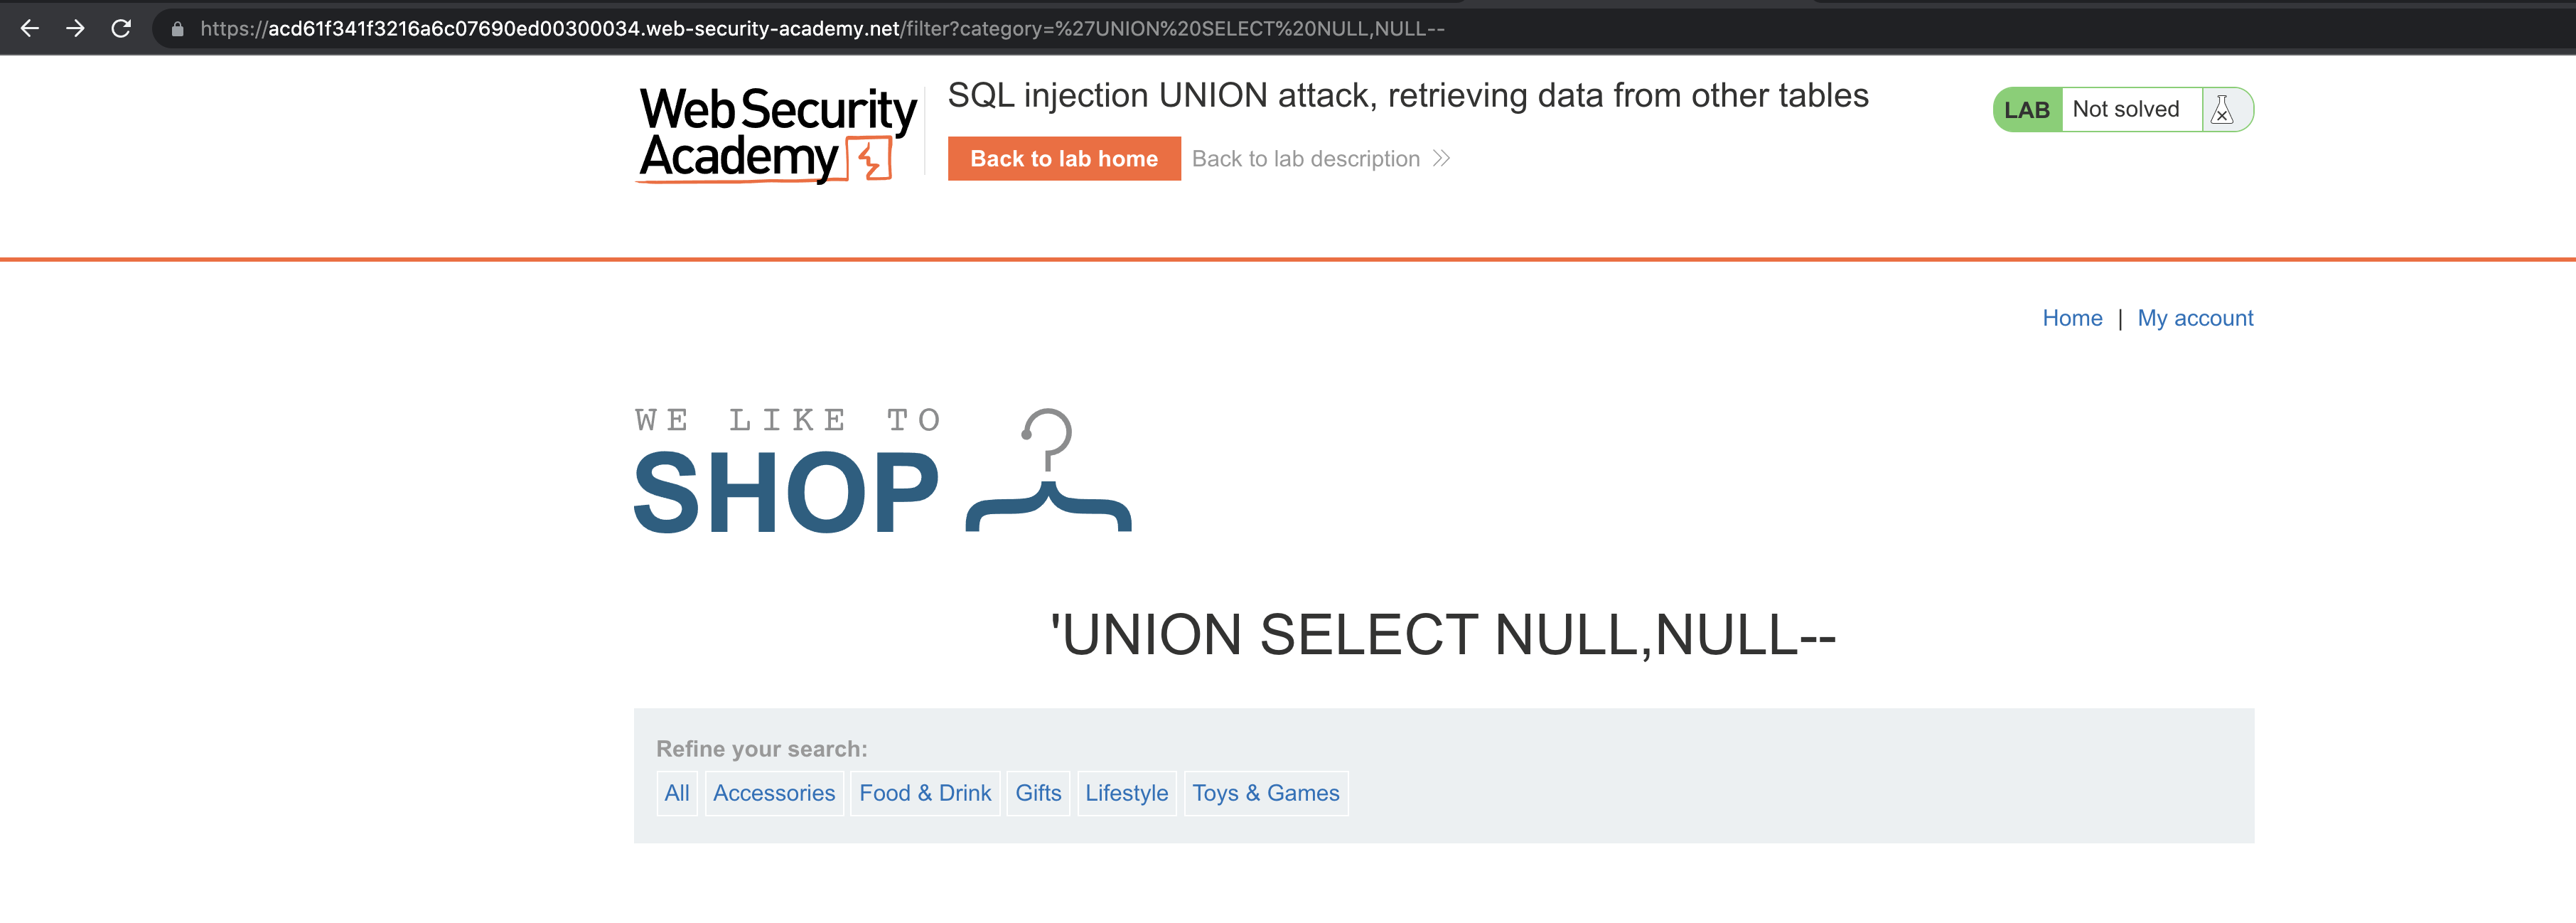 https://acd61f341f3216a6c07690ed00300034.web-security-academy.net/filter?category=%27UNION%20SELECT%20NULL,NULL--
Web Security
Academy
SQL injection UNION attack, retrieving data from other tables
Back to lab home
Back to lab description
LAB
Not solved
Home | My account
WE LIKE TO
SHOP
'UNION SELECT NULL,NULL--
Refine your search:
All Accessories Food & Drink Gifts Lifestyle Toys & Games